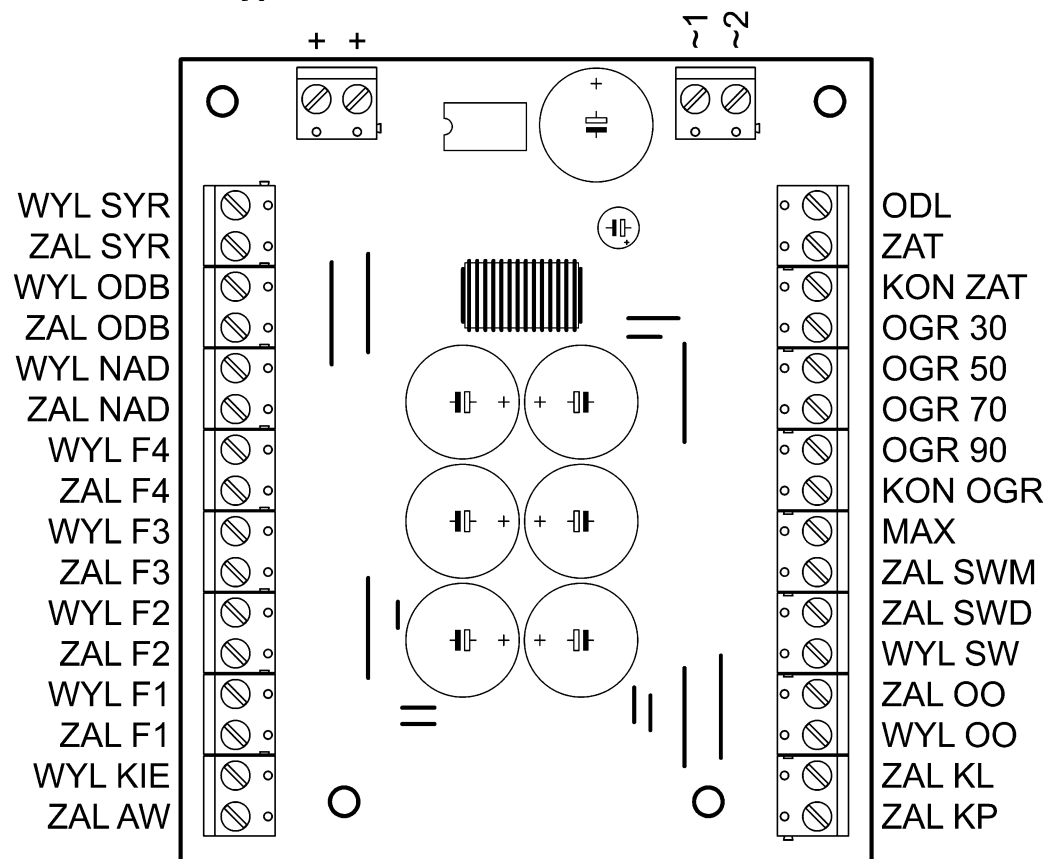 + +
~1 ~2
+
WYL SYR
ZAL SYR
WYL ODB
ZAL ODB
WYL NAD
ZAL NAD
WYL F4
ZAL F4
WYL F3
ZAL F3
WYL F2
ZAL F2
WYL F1
ZAL F1
WYL KIE
ZAL AW
+
+ +
+ +
+ +
ODL
ZAT
KON ZAT
OGR 30
OGR 50
OGR 70
OGR 90
KON OGR
MAX
ZAL SWM
ZAL SWD
WYL SW
ZAL OO
WYL OO
ZAL KL
ZAL KP